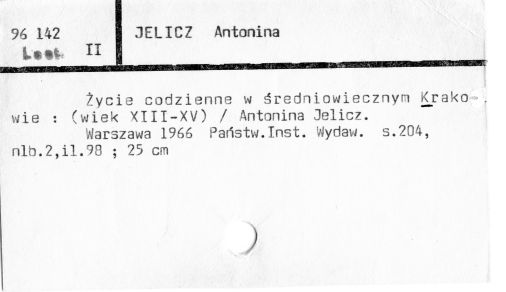 96 142
II
JELICZ Antonina
Życie codzienne w średniowiecznym Krako-
wie : (wiek XIII-XV) / Antonina Jelicz.
Warszawa 1966 Państw.Inst. Wydaw. s.204,
nlb.2,il.98 ; 25 cm